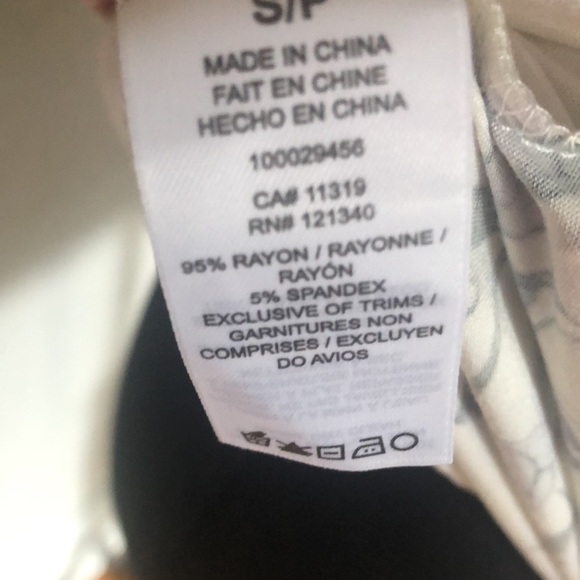 S/P
MADE IN CHINA
FAIT EN CHINE
HECHO EN CHINA
100029456
CA# 11319
RN# 121340
95% RAYON / RAYONNE /
RAYÓN
5% SPANDEX
EXCLUSIVE OF TRIMS /
GARNITURES NON
COMPRISES / EXCLUYEN
DO AVIOS